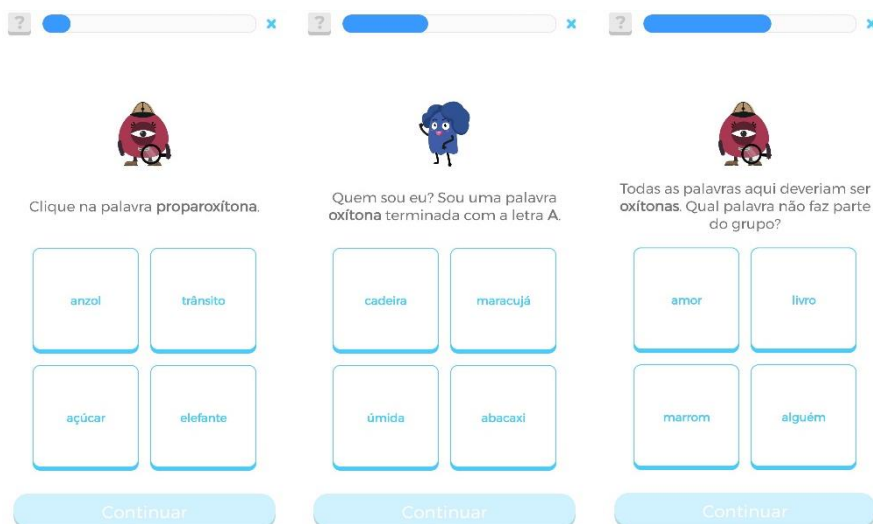 ?
×
Clique na palavra proparoxítona.
anzol
trânsito
açúcar
elefante
Continuar
?
×
Quem sou eu? Sou uma palavra
oxítona terminada com a letra A.
cadeira
maracujá
úmida
abacaxi
Continuar
?
×
Todas as palavras aqui deveriam ser
oxítonas. Qual palavra não faz parte
do grupo?
amor
livro
marrom
alguém
Continuar